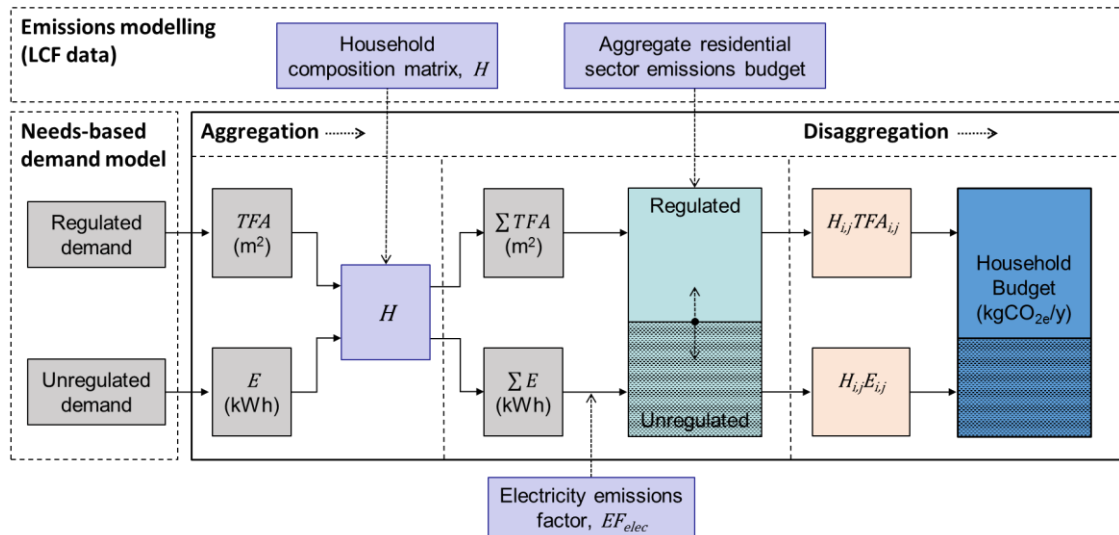 Emissions modelling
(LCF data)
Household
composition matrix, H
Aggregate residential
sector emissions budget
Needs-based
demand model
Aggregation
Disaggregation
Regulated
demand
TFA
(m²)
∑ TFA
(m²)
Regulated
H_{i,j}TFA_{i,j}
H
Household
Budget
(kgCO_{2e}/y)
Unregulated
demand
E
(kWh)
∑ E
(kWh)
Unregulated
H_{i,j}E_{i,j}
Electricity emissions
factor, EF_{elec}